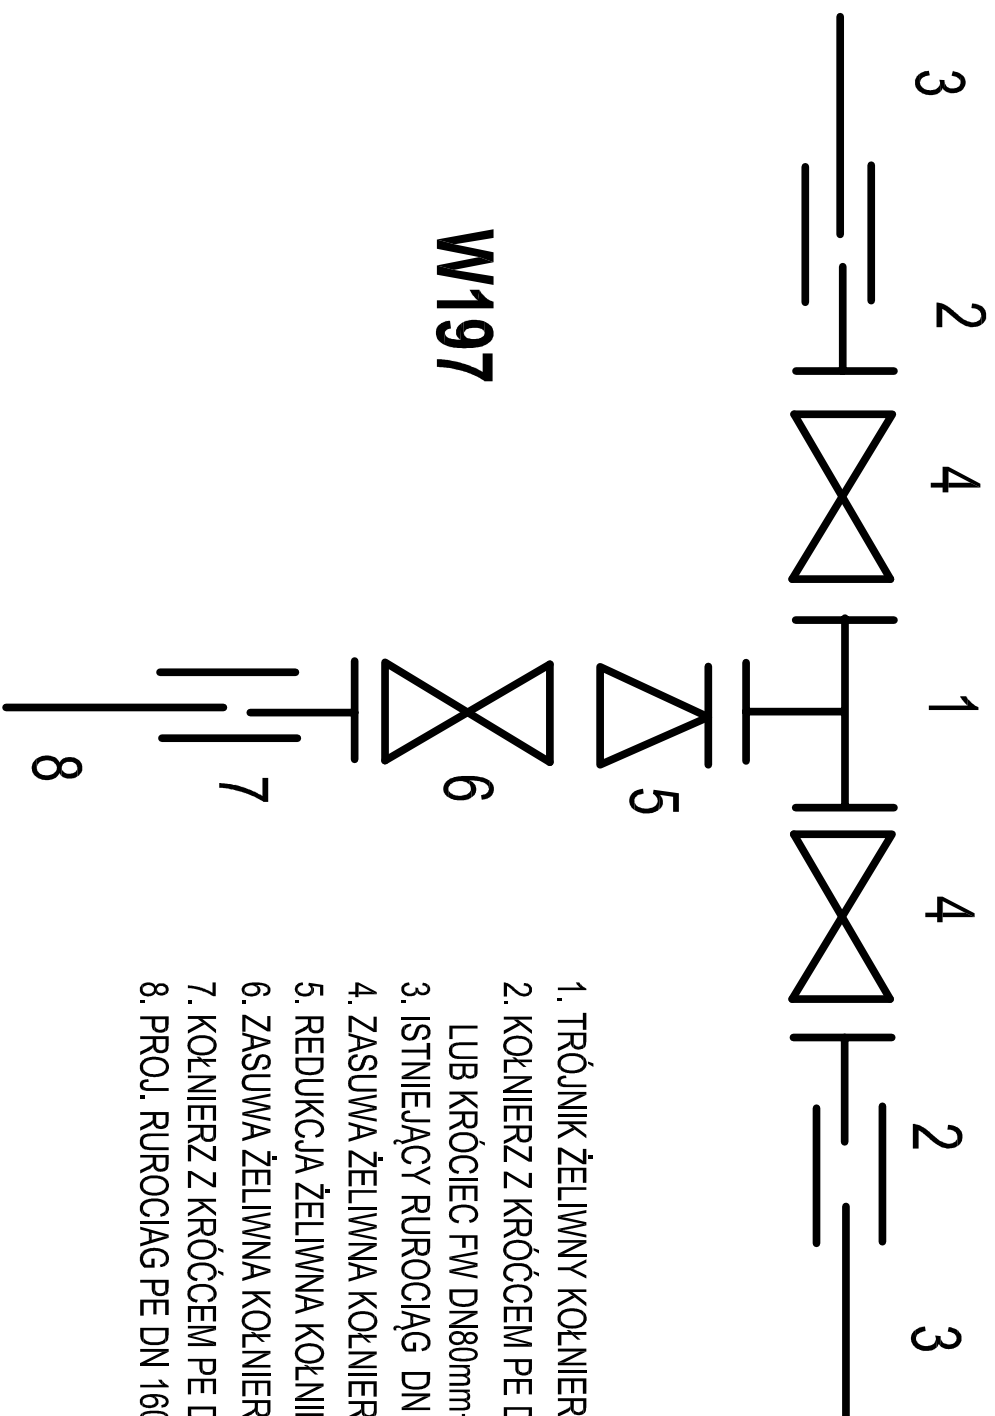 3
2
4
1
4
2
3
5
6
7
8
W197
1. TRÓJNIK ŻELIWNY KOŁNIER
2. KOŁNIERZ Z KRÓĆCEM PE D
LUB KRÓCIEC FW DN80mm
3. ISTNIEJĄCY RUROCIĄG DN
4. ZASUWA ŻELIWNA KOŁNIER
5. REDUKCJA ŻELIWNA KOŁNI
6. ZASUWA ŻELIWNA KOŁNIER
7. KOŁNIERZ Z KRÓĆCEM PE D
8. PROJ. RUROCIAG PE DN 160